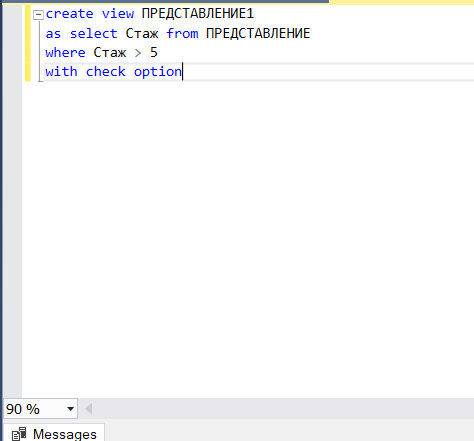 create view ПРЕДСТАВЛЕНИЕ1
as select Стаж from ПРЕДСТАВЛЕНИЕ
where Стаж > 5
with check option
90 %
Messages